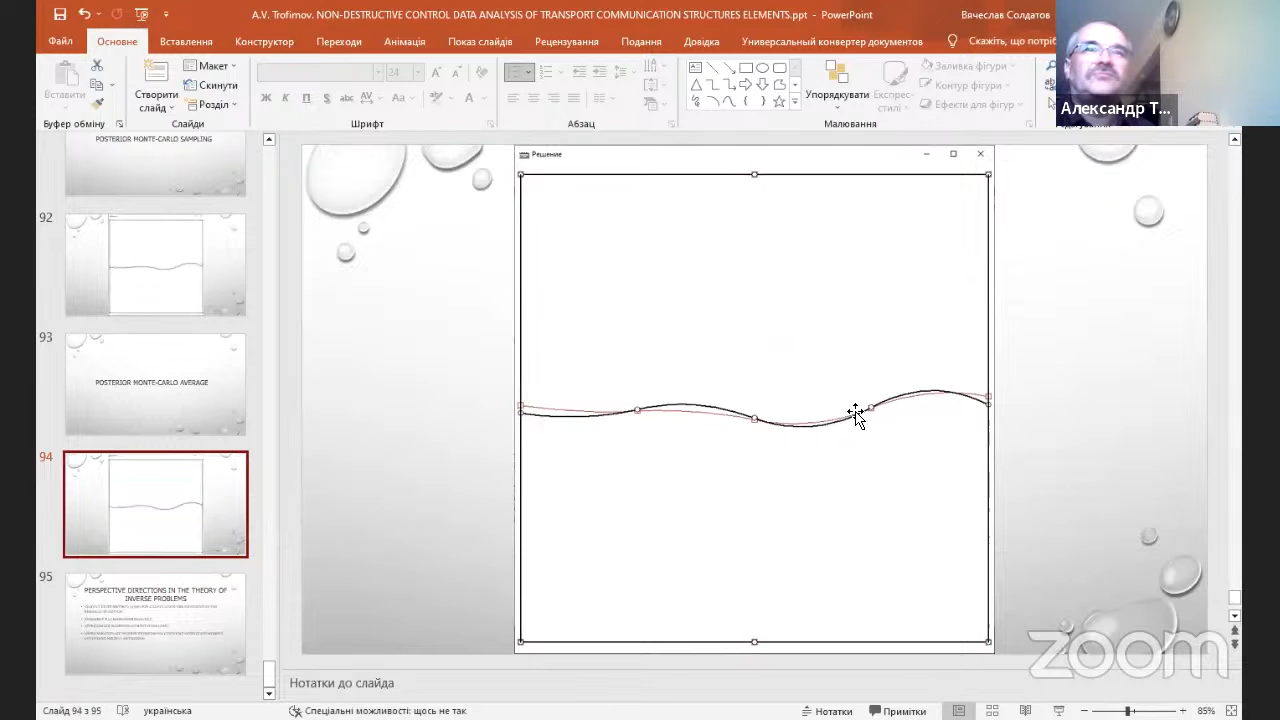 A.V. Trofimov. NON-DESTRUCTIVE CONTROL DATA ANALYSIS OF TRANSPORT COMMUNICATION STRUCTURES ELEMENTS.ppt - PowerPoint
Вячеслав Солдатов
Файл Основне Вставлення Конструктор Переходи Анімація Показ слайдів Рецензування Подання Довідка Универсальный конвертер документов Скажіть, що потріб
Вставити
Створити слайд
Макет
Скинути
Розділ
24
Ж К П S abc AV Aa A
Упорядкувати
Експрес-стилі
Заливка фігури
Контур фігури
Ефекти для фігур
Буфер обміну Слайди Шрифт Абзац Малювання
Александр Т...
POSTERIOR MONTE-CARLO SAMPLING
92
93
POSTERIOR MONTE-CARLO AVERAGE
94
95
PERSPECTIVE DIRECTIONS IN THE THEORY OF
INVERSE PROBLEMS
Решение
zoom
Нотатки до слайда
Слайд 94 з 95 українська Спеціальні можливості: щось не так Нотатки Примітки 85%